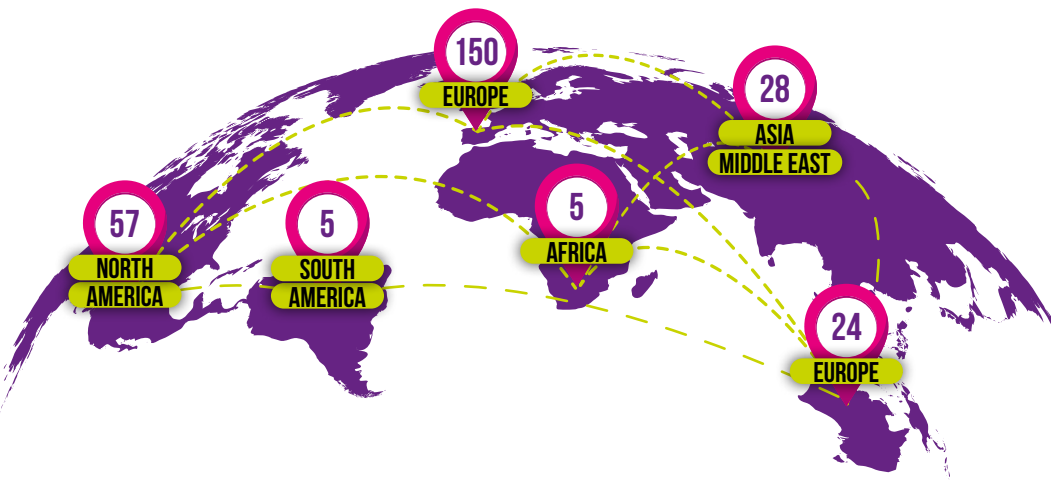 150
EUROPE
28
ASIA
MIDDLE EAST
57
NORTH
AMERICA
5
SOUTH
AMERICA
5
AFRICA
24
EUROPE